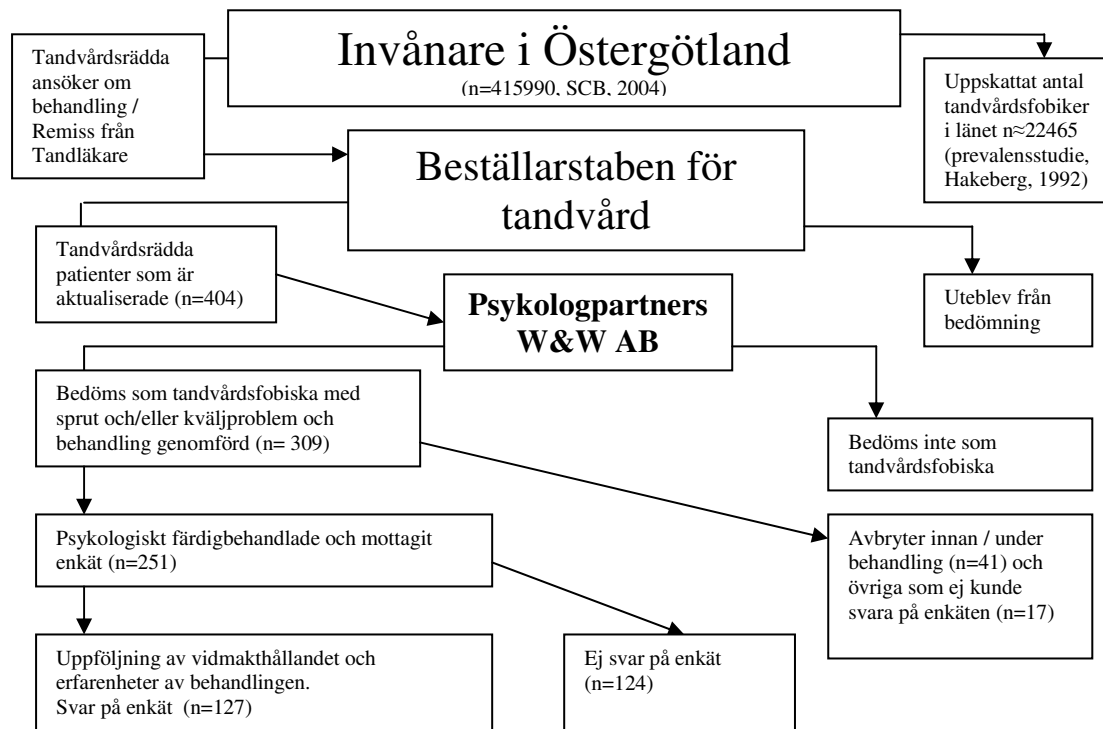 Invånare i Östergötland
(n=415990, SCB, 2004)
Tandvårdsrädda
ansöker om
behandling /
Remiss från
Tandläkare
Uppskattat antal
tandvårdsfobiker
i länet n≈22465
(prevalensstudie,
Hakeberg, 1992)
Beställarstaben för
tandvård
Tandvårdsrädda
patienter som är
aktualiserade (n=404)
Uteblev från
bedömning
Psykologpartners
W&W AB
Bedöms som tandvårdsfobiska med
sprut och/eller kväljproblem och
behandling genomförd (n= 309)
Bedöms inte som
tandvårdsfobiska
Psykologiskt färdigbehandlade och mottagit
enkät (n=251)
Avbryter innan / under
behandling (n=41) och
övriga som ej kunde
svara på enkäten (n=17)
Uppföljning av vidmakthållandet och
erfarenheter av behandlingen.
Svar på enkät (n=127)
Ej svar på enkät
(n=124)